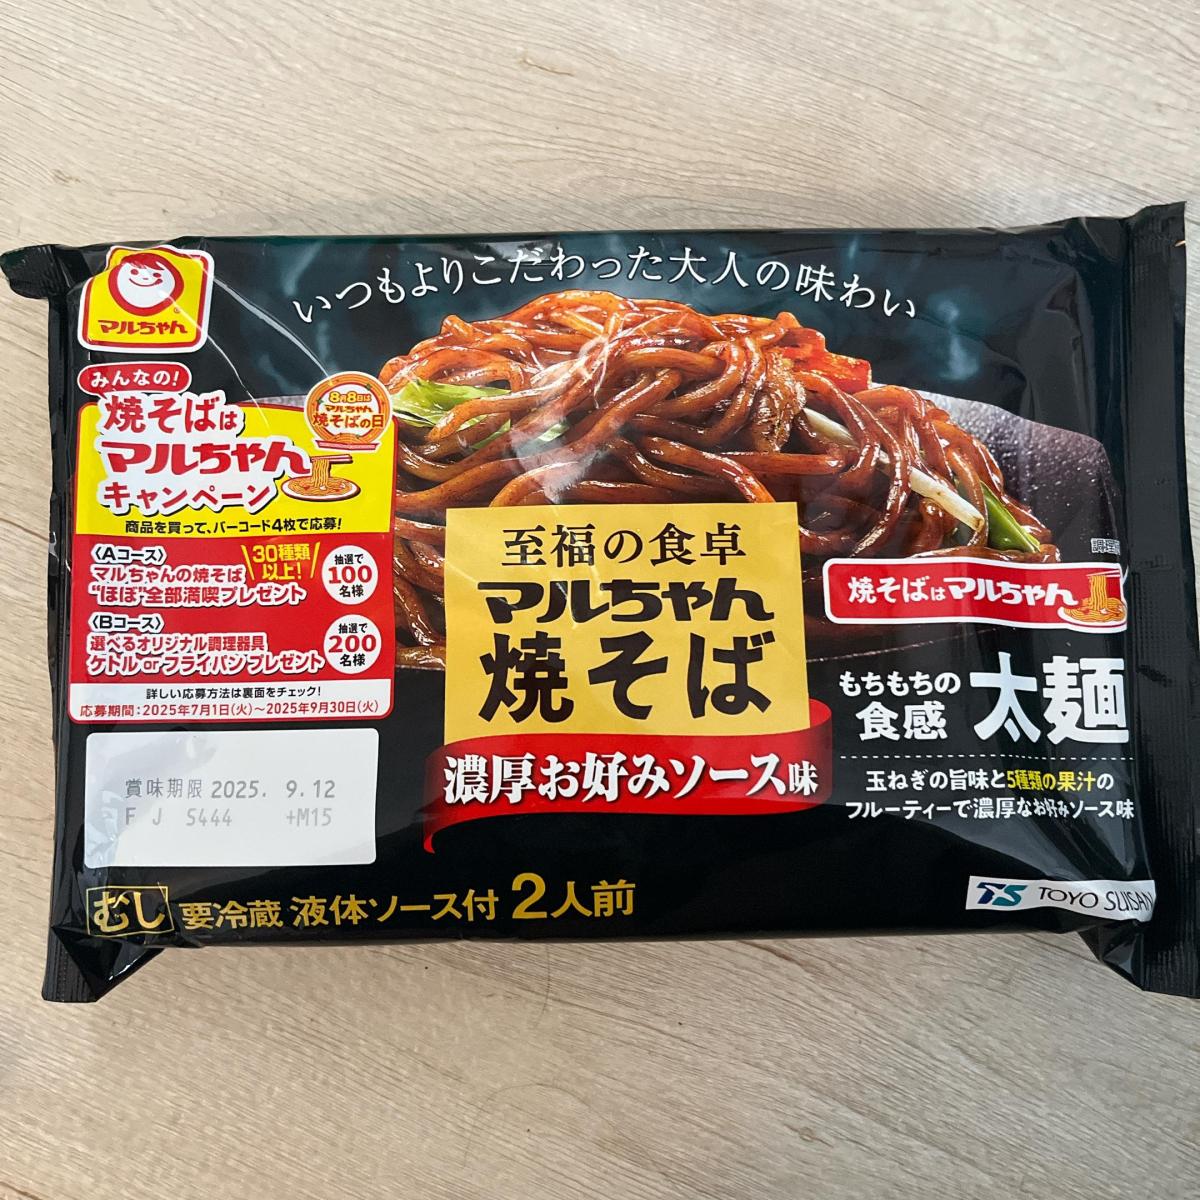 いつもよりこだわった大人の味わい
マルちゃん
みんなの!
焼そばは
マルちゃん
キャンペーン
8月8日は
マルちゃん
焼そばの日
商品を買って、バーコード4枚で応募!
〈Aコース〉
マルちゃんの焼そば
"ほぼ"全部満喫プレゼント
30種類
以上!
抽選で
100
名様
〈Bコース〉
選べるオリジナル調理器具
ケトル or フライパン プレゼント
抽選で
200
名様
詳しい応募方法は裏面をチェック!
応募期間:2025年7月1日(火)～2025年9月30日(火)
至福の食卓
マルちゃん
焼そば
濃厚お好みソース味
焼そばはマルちゃん
もちもちの
食感
太麺
玉ねぎの旨味と5種類の果汁の
フルーティーで濃厚なお好みソース味
賞味期限 2025. 9.12
F J S444 +M15
むし 要冷蔵 液体ソース付 2人前
TS TOYO SUISAN